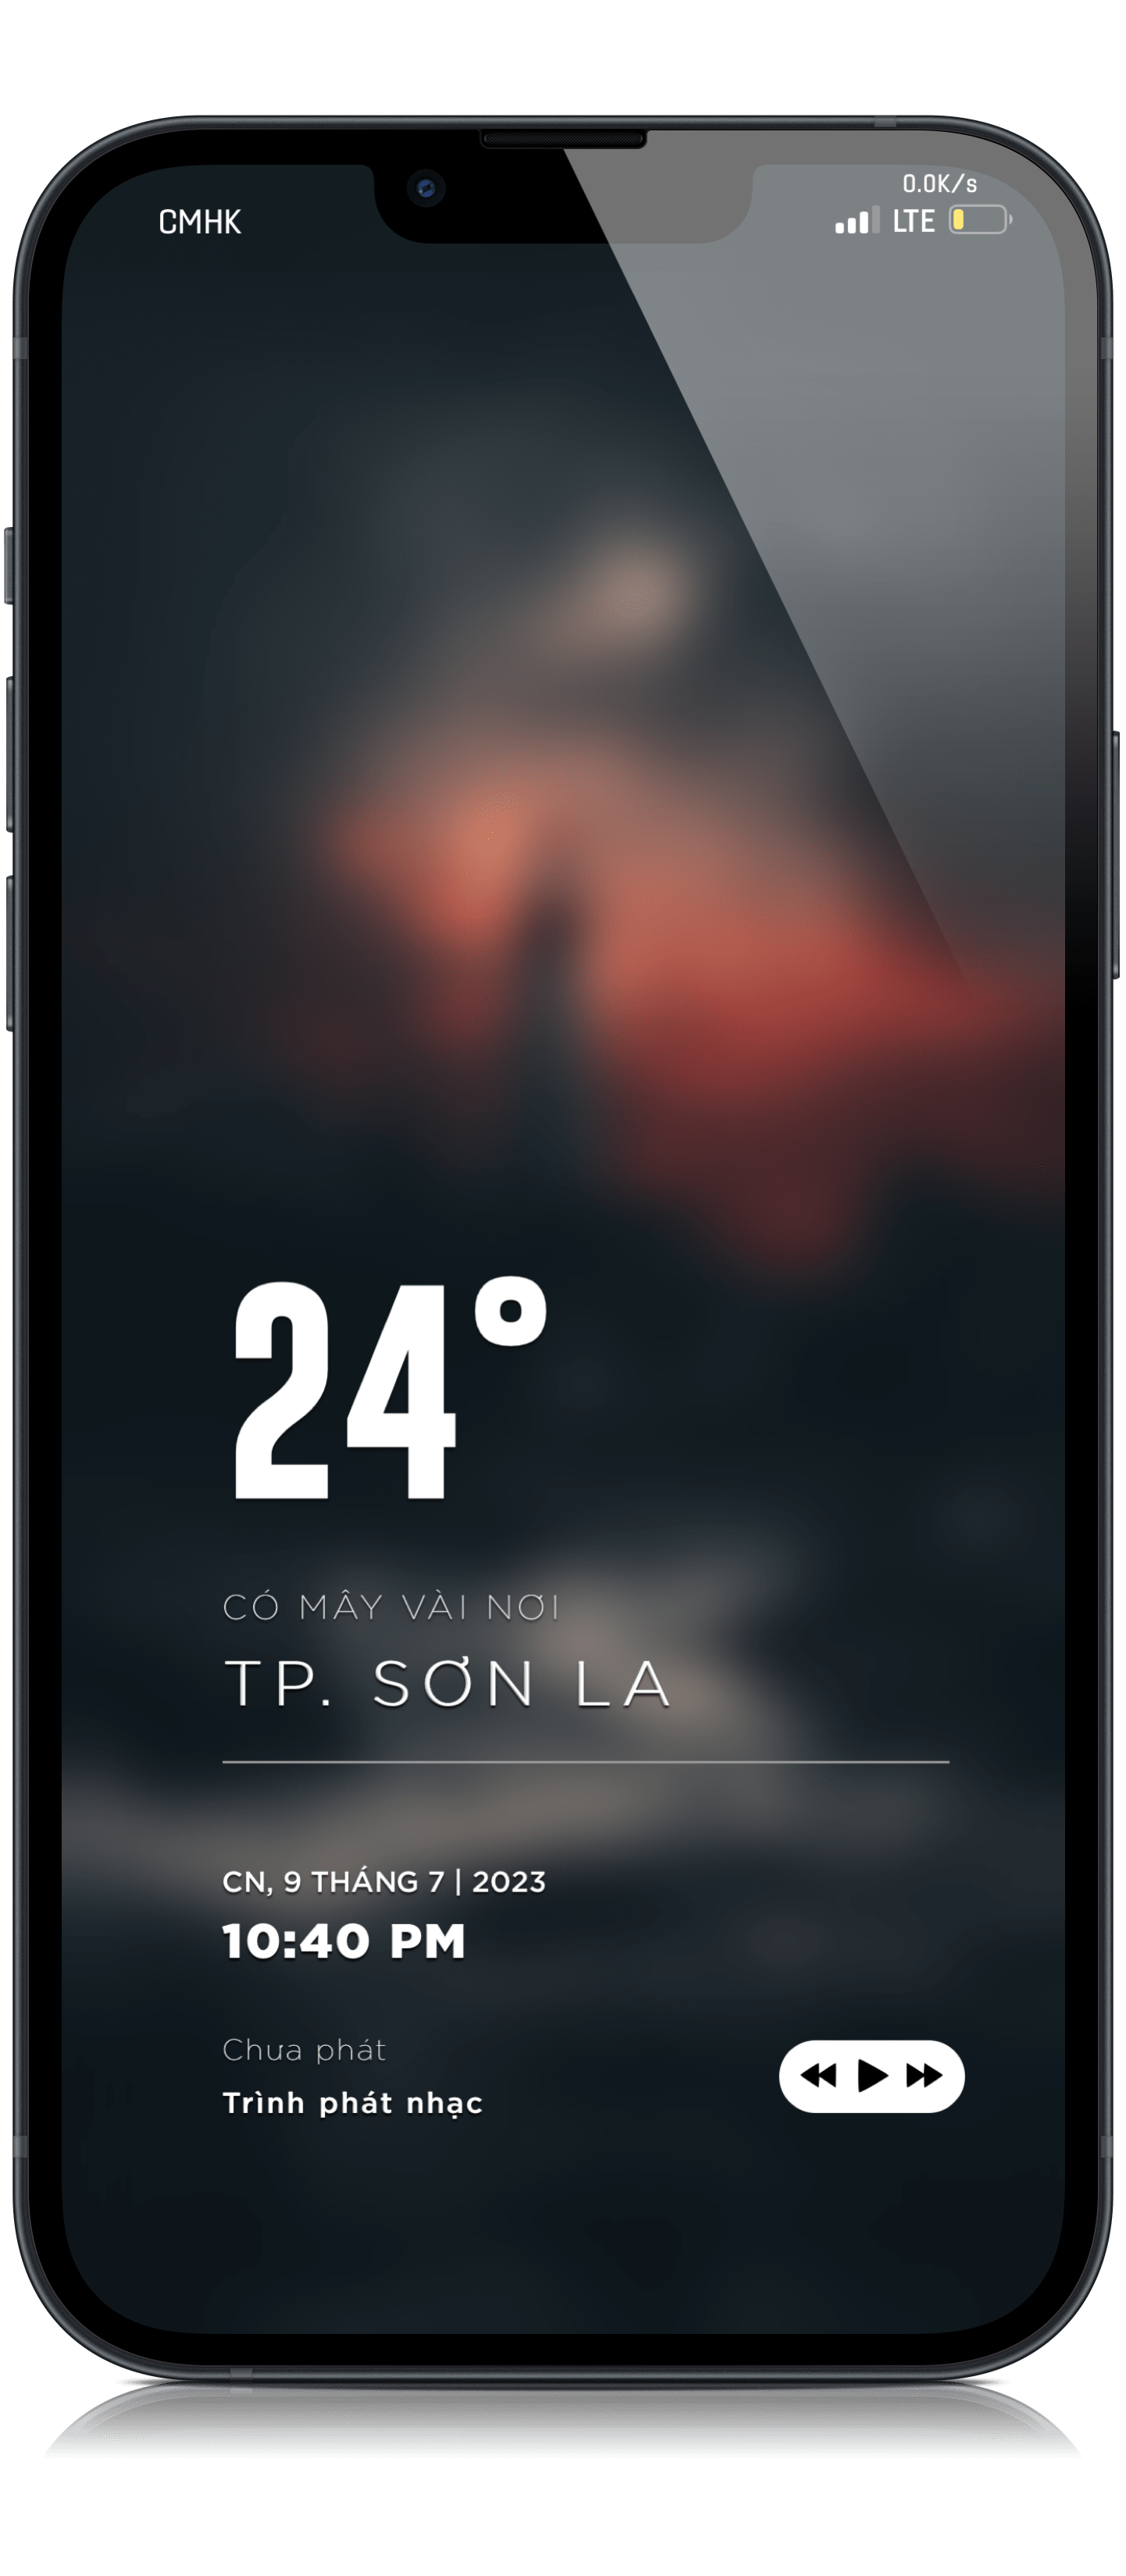 0.0K/s
CMHK LTE
24°
CÓ MÂY VÀI NƠI
TP. SƠN LA
CN, 9 THÁNG 7 | 2023
10:40 PM
Chưa phát
Trình phát nhạc